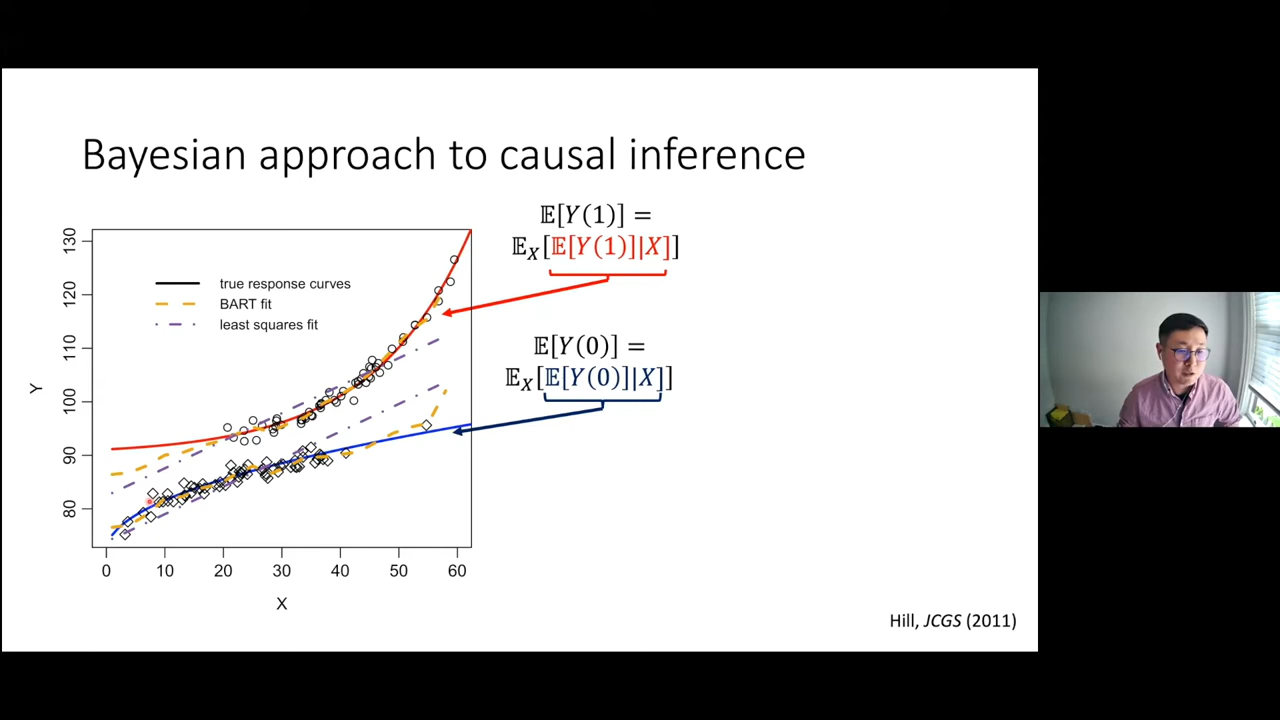 Bayesian approach to causal inference
𝔼[Y(1)] =
𝔼X[𝔼[Y(1)]|X]]
𝔼[Y(0)] =
𝔼X[𝔼[Y(0)]|X]]
true response curves
BART fit
least squares fit
130
120
110
100
90
80
Y
0 10 20 30 40 50 60
X
Hill, JCGS (2011)